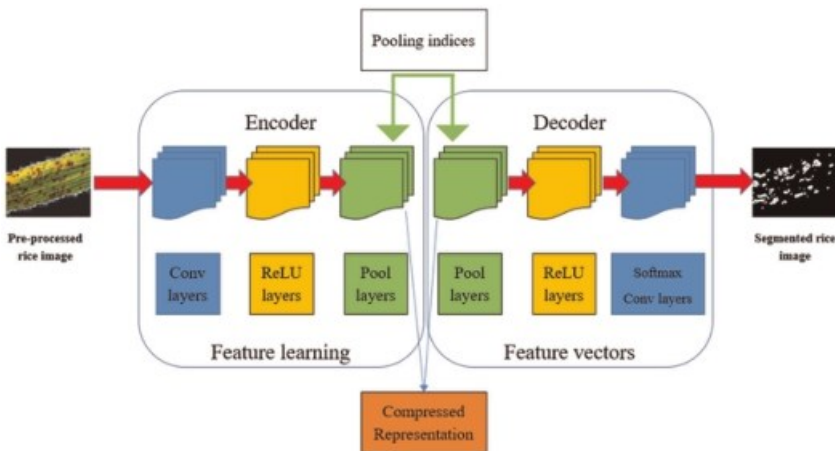 Pooling indices
Encoder
Decoder
Pre-processed
rice image
Segmented rice
image
Conv
layers
ReLU
layers
Pool
layers
Pool
layers
ReLU
layers
Softmax
Conv layers
Feature learning
Feature vectors
Compressed
Representation